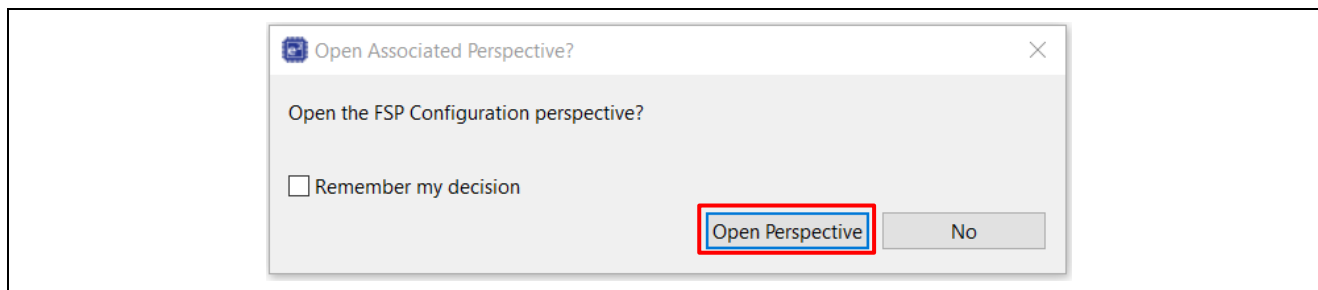 Open Associated Perspective?
Open the FSP Configuration perspective?
Remember my decision
Open Perspective
No